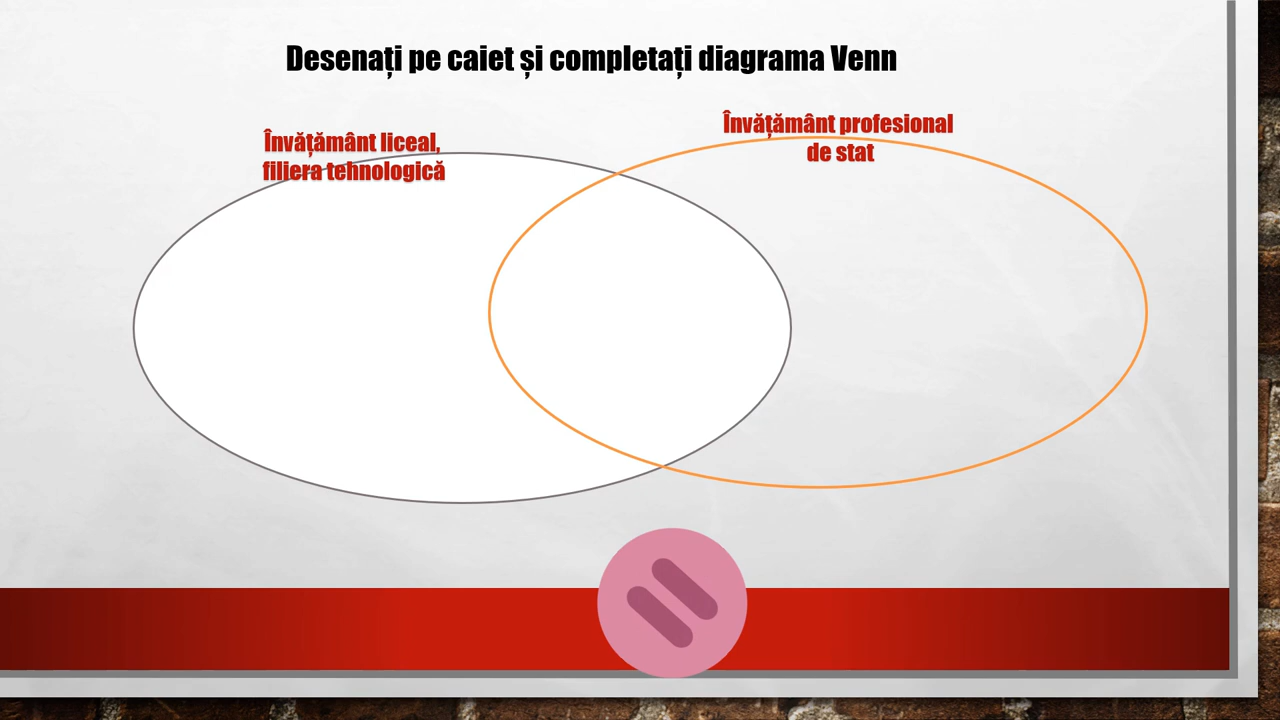 Desenați pe caiet și completați diagrama Venn
Învățământ liceal,
filiera tehnologică
Învățământ profesional
de stat